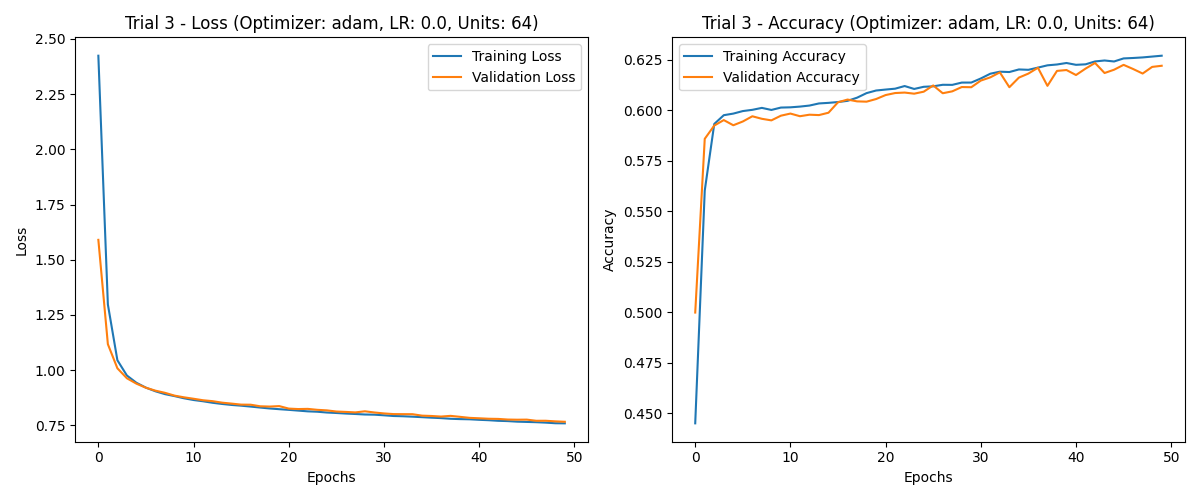 Trial 3 - Loss (Optimizer: adam, LR: 0.0, Units: 64)
2.50
2.25
2.00
1.75
1.50
1.25
1.00
0.75
Loss
Training Loss
Validation Loss
0 10 20 30 40 50
Epochs
Trial 3 - Accuracy (Optimizer: adam, LR: 0.0, Units: 64)
0.625
0.600
0.575
0.550
0.525
0.500
0.475
0.450
Accuracy
Training Accuracy
Validation Accuracy
0 10 20 30 40 50
Epochs